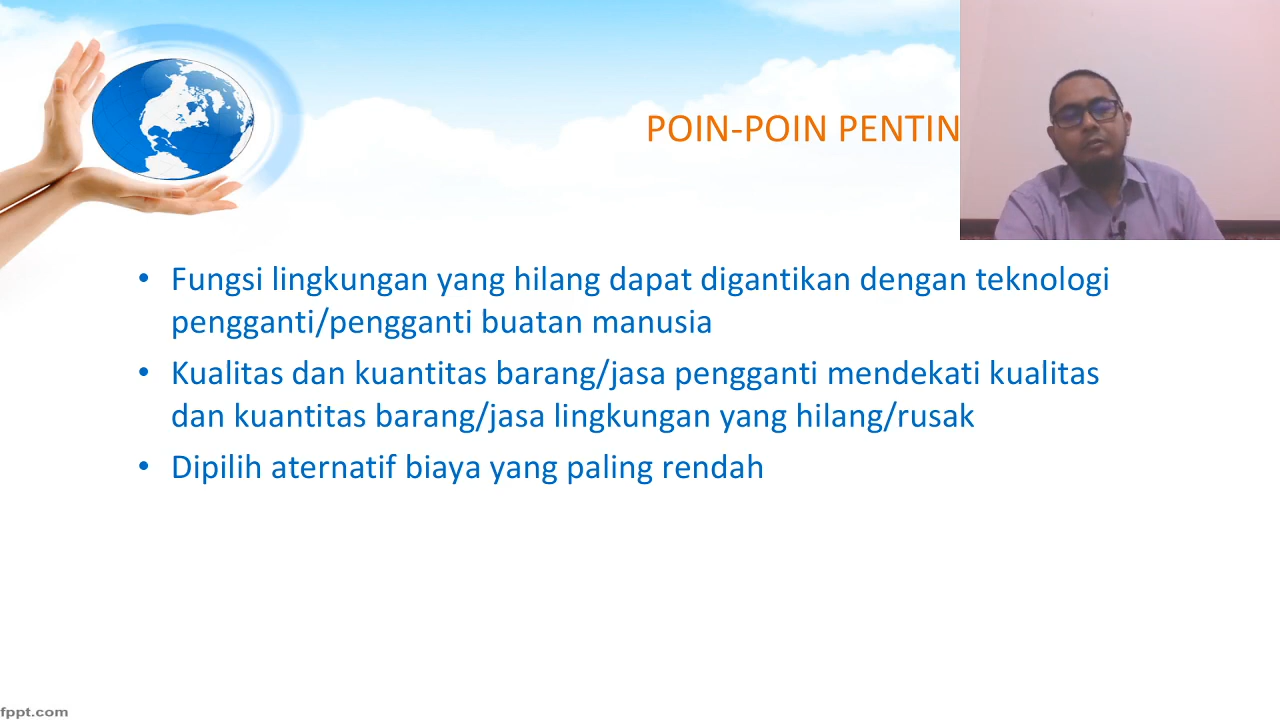 POIN-POIN PENTIN
• Fungsi lingkungan yang hilang dapat digantikan dengan teknologi
pengganti/pengganti buatan manusia
• Kualitas dan kuantitas barang/jasa pengganti mendekati kualitas
dan kuantitas barang/jasa lingkungan yang hilang/rusak
• Dipilih aternatif biaya yang paling rendah
fppt.com